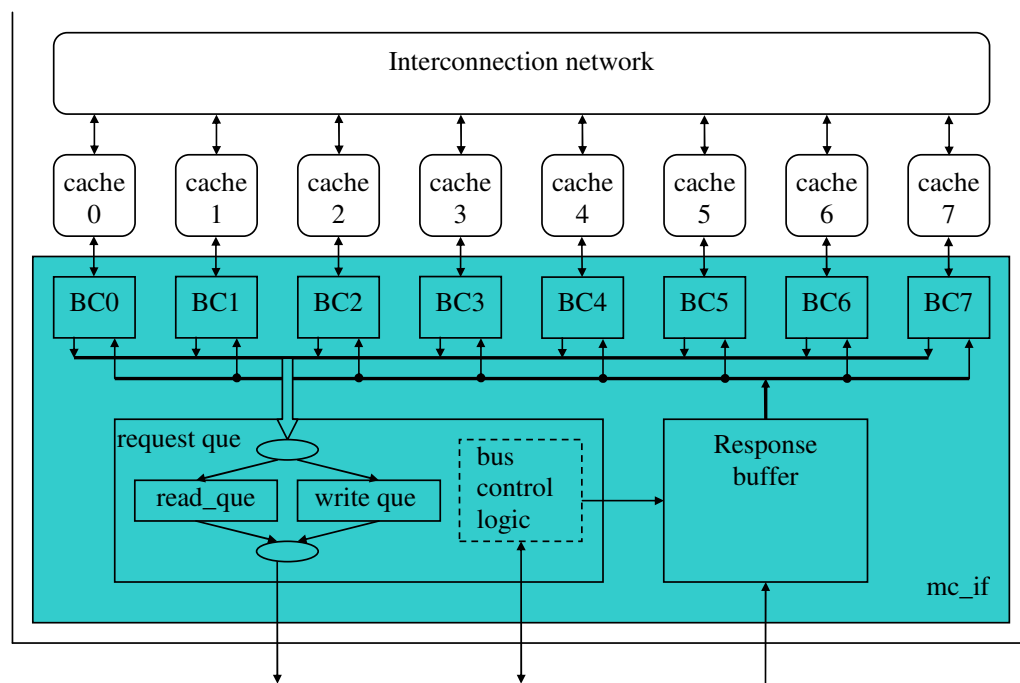 Interconnection network
cache
0
cache
1
cache
2
cache
3
cache
4
cache
5
cache
6
cache
7
BC0
BC1
BC2
BC3
BC4
BC5
BC6
BC7
request que
read_que
write que
bus
control
logic
Response
buffer
mc_if